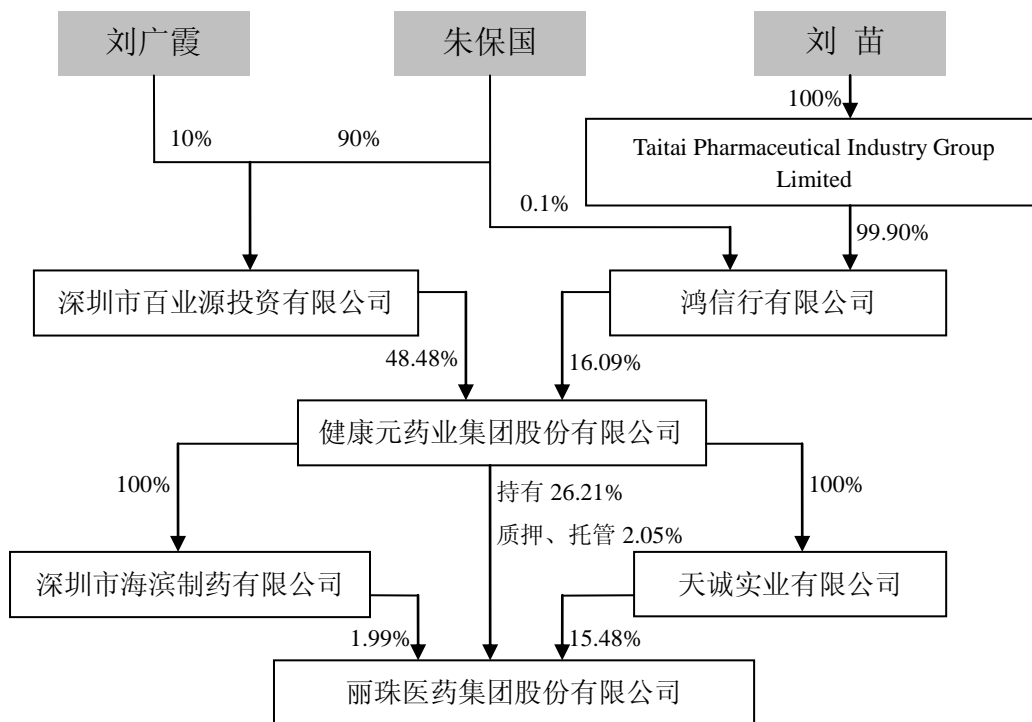 刘广霞
朱保国
刘 苗
100%
10%
90%
Taitai Pharmaceutical Industry Group
Limited
0.1%
99.90%
深圳市百业源投资有限公司
鸿信行有限公司
48.48%
16.09%
健康元药业集团股份有限公司
100%
持有 26.21%
100%
质押、托管 2.05%
深圳市海滨制药有限公司
天诚实业有限公司
1.99%
15.48%
丽珠医药集团股份有限公司